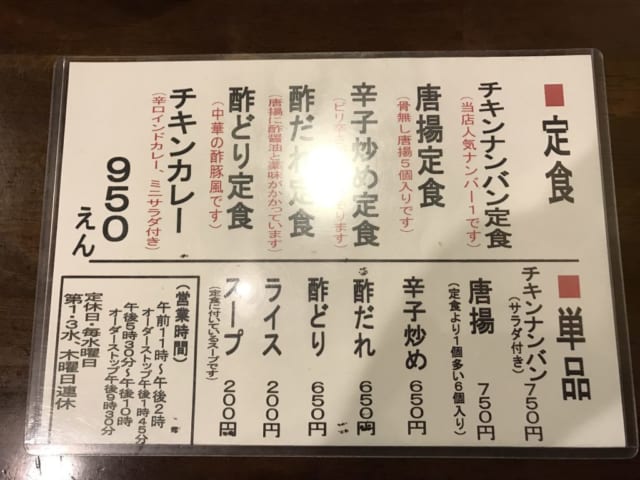 ■定食
チキンナンバン定食
(当店人気ナンバー1です)
唐揚定食
(骨無し唐揚5個入りです)
辛子炒め定食
酢だれ定食
(唐揚に酢醤油と薬味がかかっています)
酢どり定食
(中華の酢豚風です)
チキンカレー
(辛口インドカレー、ミニサラダ付き)
950えん
■単品
チキンナンバン750円
(サラダ付き)
唐揚 750円
(定食より1個多い6個入り)
辛子炒め 650円
酢だれ 650円
酢どり 650円
ライス 200円
スープ 200円
(定食に付いているスープです)
(営業時間)
午前11時〜午後2時
オーダーストップ午後1時45分
午後5時30分〜午後10時
オーダーストップ午後9時30分
定休日・毎水曜日
第1・3水、木曜日連休